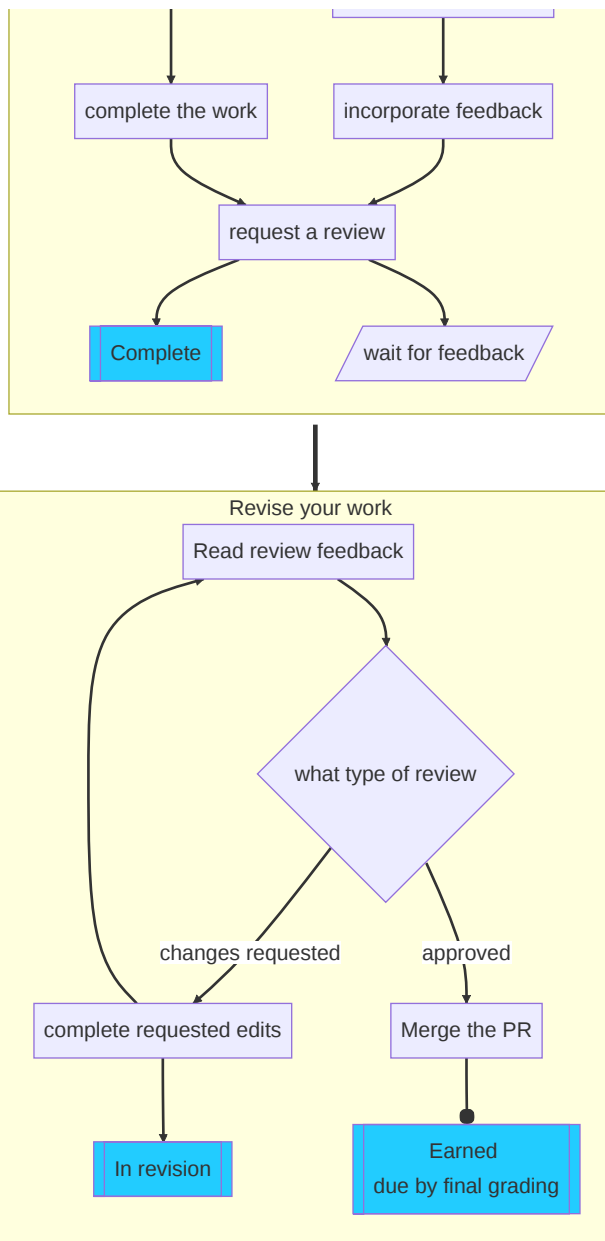 complete the work
incorporate feedback
request a review
Complete
wait for feedback
Revise your work
Read review feedback
what type of review
changes requested
approved
complete requested edits
Merge the PR
In revision
Earned
due by final grading